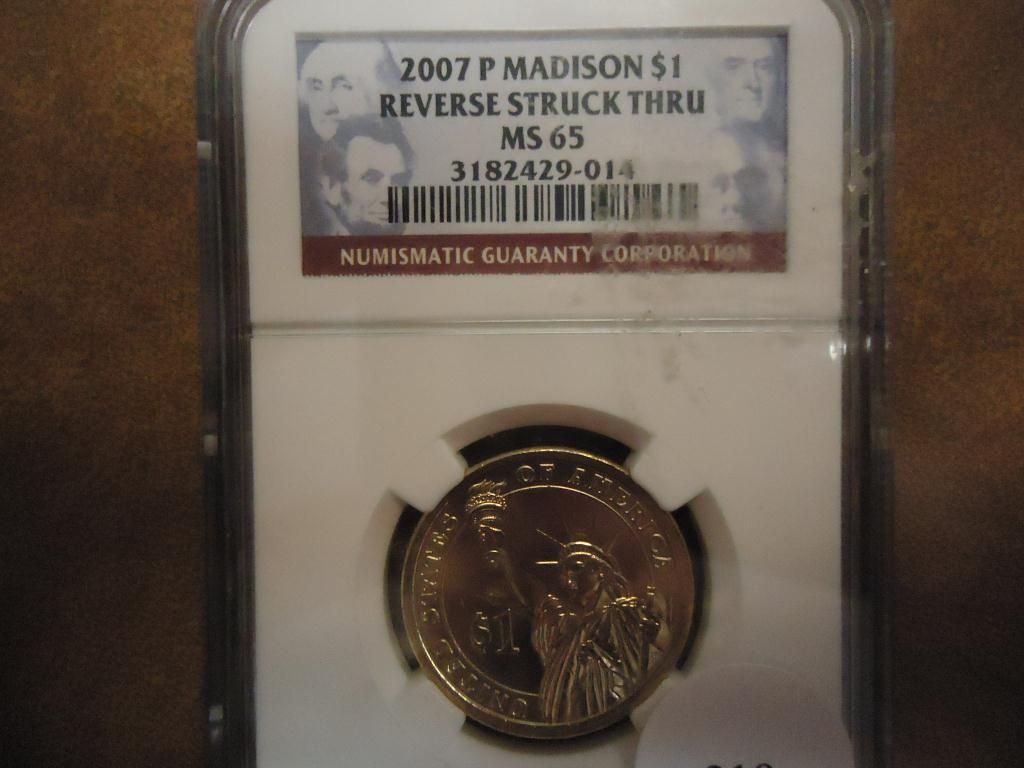 2007 P MADISON $1
REVERSE STRUCK THRU
MS 65
3182429-014
NUMISMATIC GUARANTY CORPORATION
UNITED STATES OF AMERICA
$1